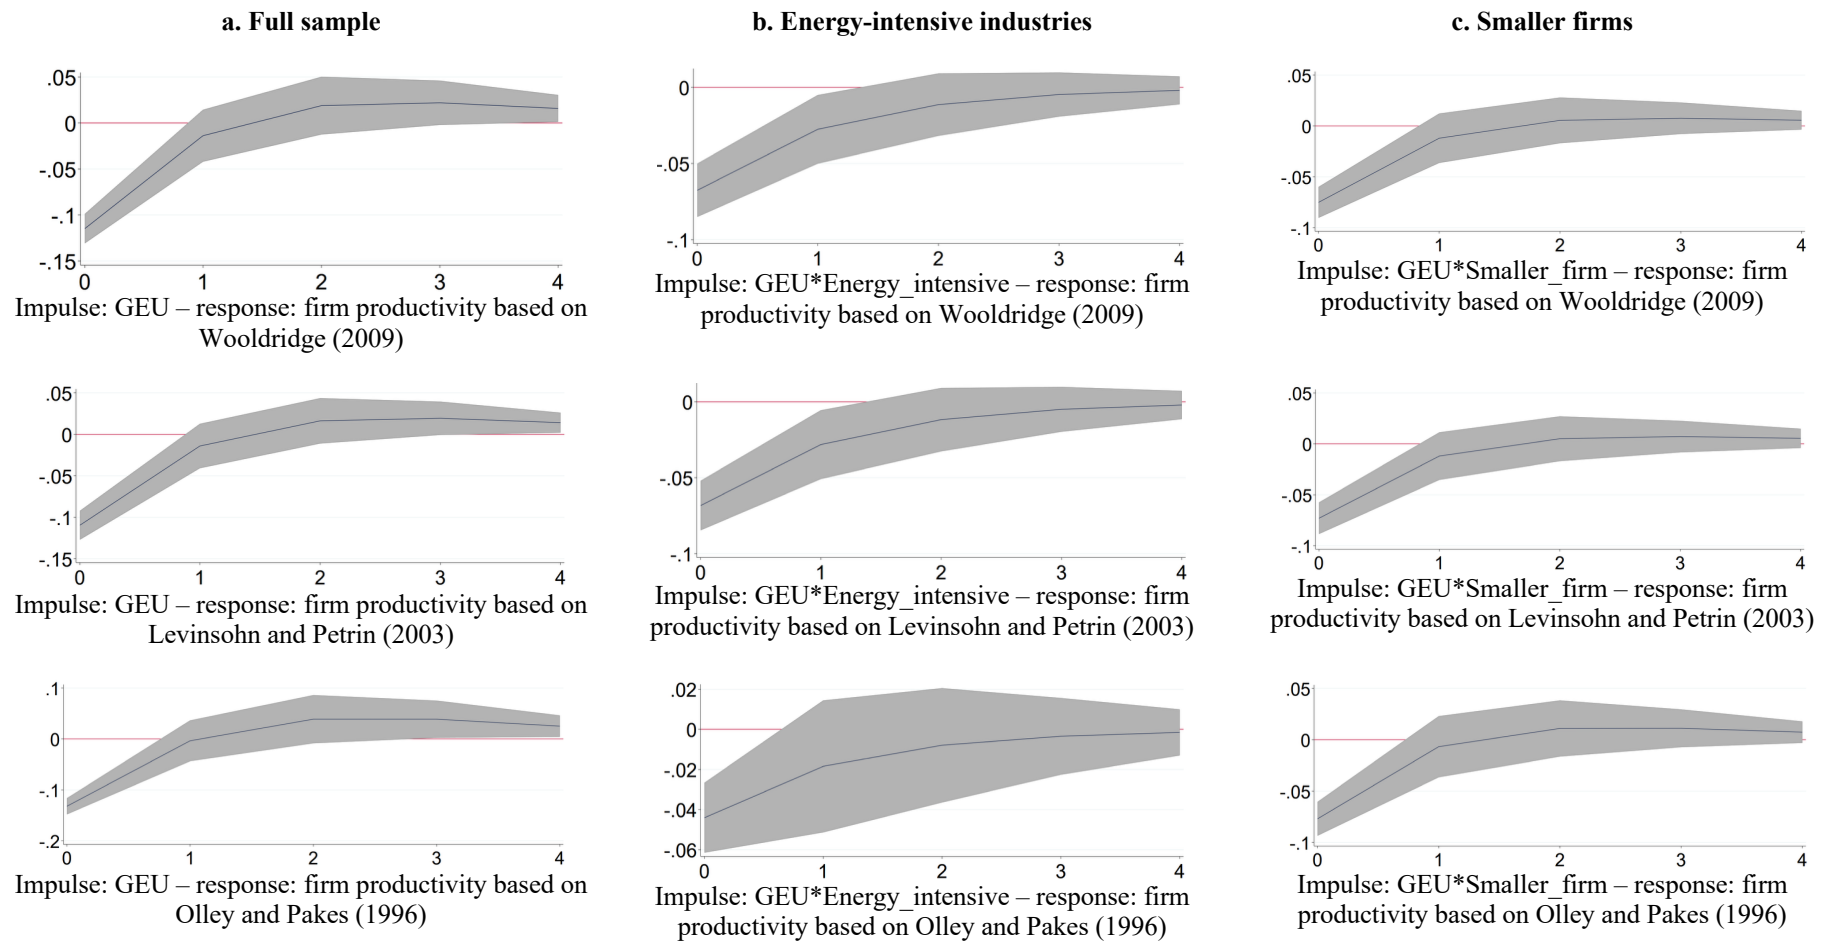 a. Full sample
b. Energy-intensive industries
c. Smaller firms
.05
0
-.05
-.1
-.15
0 1 2 3 4
Impulse: GEU – response: firm productivity based on
Wooldridge (2009)
0
-.05
-.1
0 1 2 3 4
Impulse: GEU*Energy_intensive – response: firm
productivity based on Wooldridge (2009)
.05
0
-.05
-.1
0 1 2 3 4
Impulse: GEU*Smaller_firm – response: firm
productivity based on Wooldridge (2009)
.05
0
-.05
-.1
-.15
0 1 2 3 4
Impulse: GEU – response: firm productivity based on
Levinsohn and Petrin (2003)
0
-.05
-.1
0 1 2 3 4
Impulse: GEU*Energy_intensive – response: firm
productivity based on Levinsohn and Petrin (2003)
.05
0
-.05
-.1
0 1 2 3 4
Impulse: GEU*Smaller_firm – response: firm
productivity based on Levinsohn and Petrin (2003)
.1
0
-.1
-.2
0 1 2 3 4
Impulse: GEU – response: firm productivity based on
Olley and Pakes (1996)
.02
0
-.02
-.04
-.06
0 1 2 3 4
Impulse: GEU*Energy_intensive – response: firm
productivity based on Olley and Pakes (1996)
.05
0
-.05
-.1
0 1 2 3 4
Impulse: GEU*Smaller_firm – response: firm
productivity based on Olley and Pakes (1996)